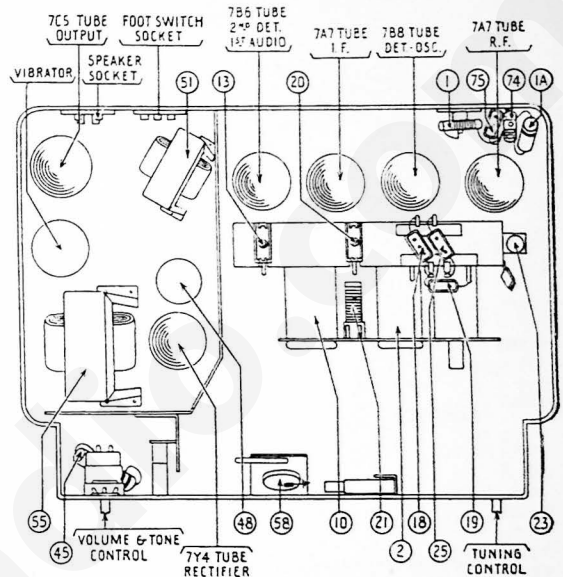 7C5 TUBE
OUTPUT
FOOT SWITCH
SOCKET
7B6 TUBE
2ND DET.
1ST AUDIO
7A7 TUBE
I.F.
7B8 TUBE
DET-OSC.
7A7 TUBE
R.F.
VIBRATOR
SPEAKER
SOCKET
51
13
20
1
75
74
1A
55
45
VOLUME & TONE
CONTROL
7Y4 TUBE
RECTIFIER
48
58
10
21
2
18
25
19
23
TUNING
CONTROL
dio.com